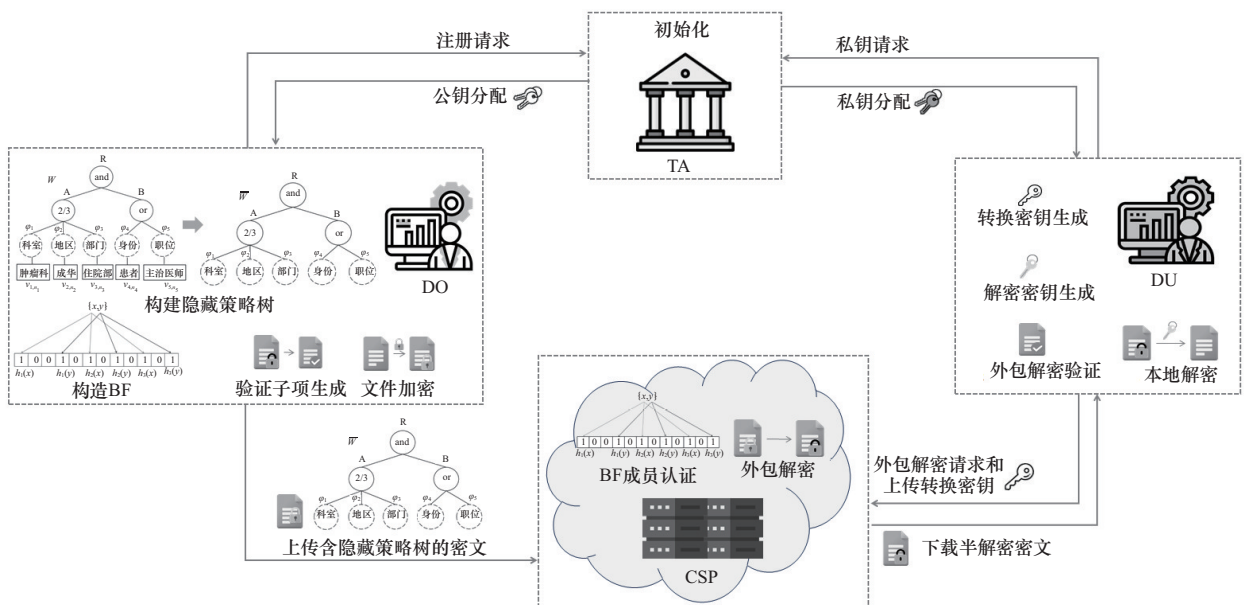 注册请求
公钥分配
初始化
TA
私钥请求
私钥分配
R
and
W
A
B
2/3
or
φ₁ φ₂ φ₃ φ₄ φ₅
科室 地区 部门 身份 职位
肿瘤科 成华 住院部 患者 主治医师
R
and
W̅
A
B
2/3
or
φ₁ φ₂ φ₃ φ₄ φ₅
科室 地区 部门 身份 职位
构建隐藏策略树
DO
{x,y}
1 0 0 1 0 1 0 1 0 1 0 1
h₁(x) h₁(y) h₂(x) h₂(y) h₃(x) h₃(y)
构造BF
验证子项生成
文件加密
转换密钥生成
解密密钥生成
DU
外包解密验证
本地解密
R
and
W̅
A
B
2/3
or
φ₁ φ₂ φ₃ φ₄ φ₅
科室 地区 部门 身份 职位
上传含隐藏策略树的密文
{x,y}
1 0 0 1 0 1 0 1 0 1 0 1
h₁(x) h₁(y) h₂(x) h₂(y) h₃(x) h₃(y)
BF成员认证
外包解密
CSP
外包解密请求和
上传转换密钥
下载半解密密文